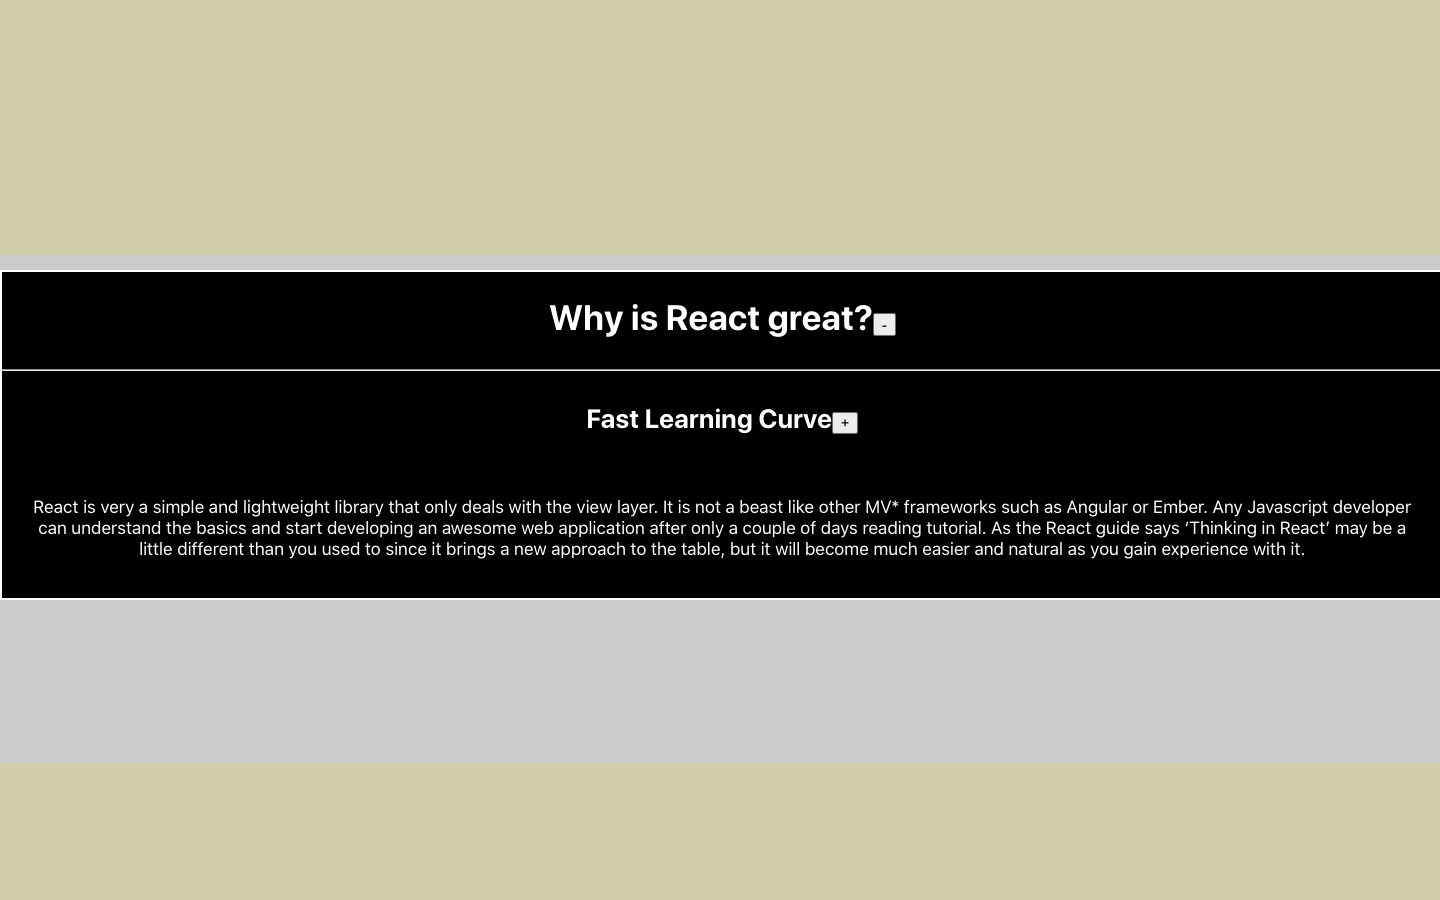 Why is React great?-
Fast Learning Curve+
React is very a simple and lightweight library that only deals with the view layer. It is not a beast like other MV* frameworks such as Angular or Ember. Any Javascript developer
can understand the basics and start developing an awesome web application after only a couple of days reading tutorial. As the React guide says ‘Thinking in React’ may be a
little different than you used to since it brings a new approach to the table, but it will become much easier and natural as you gain experience with it.